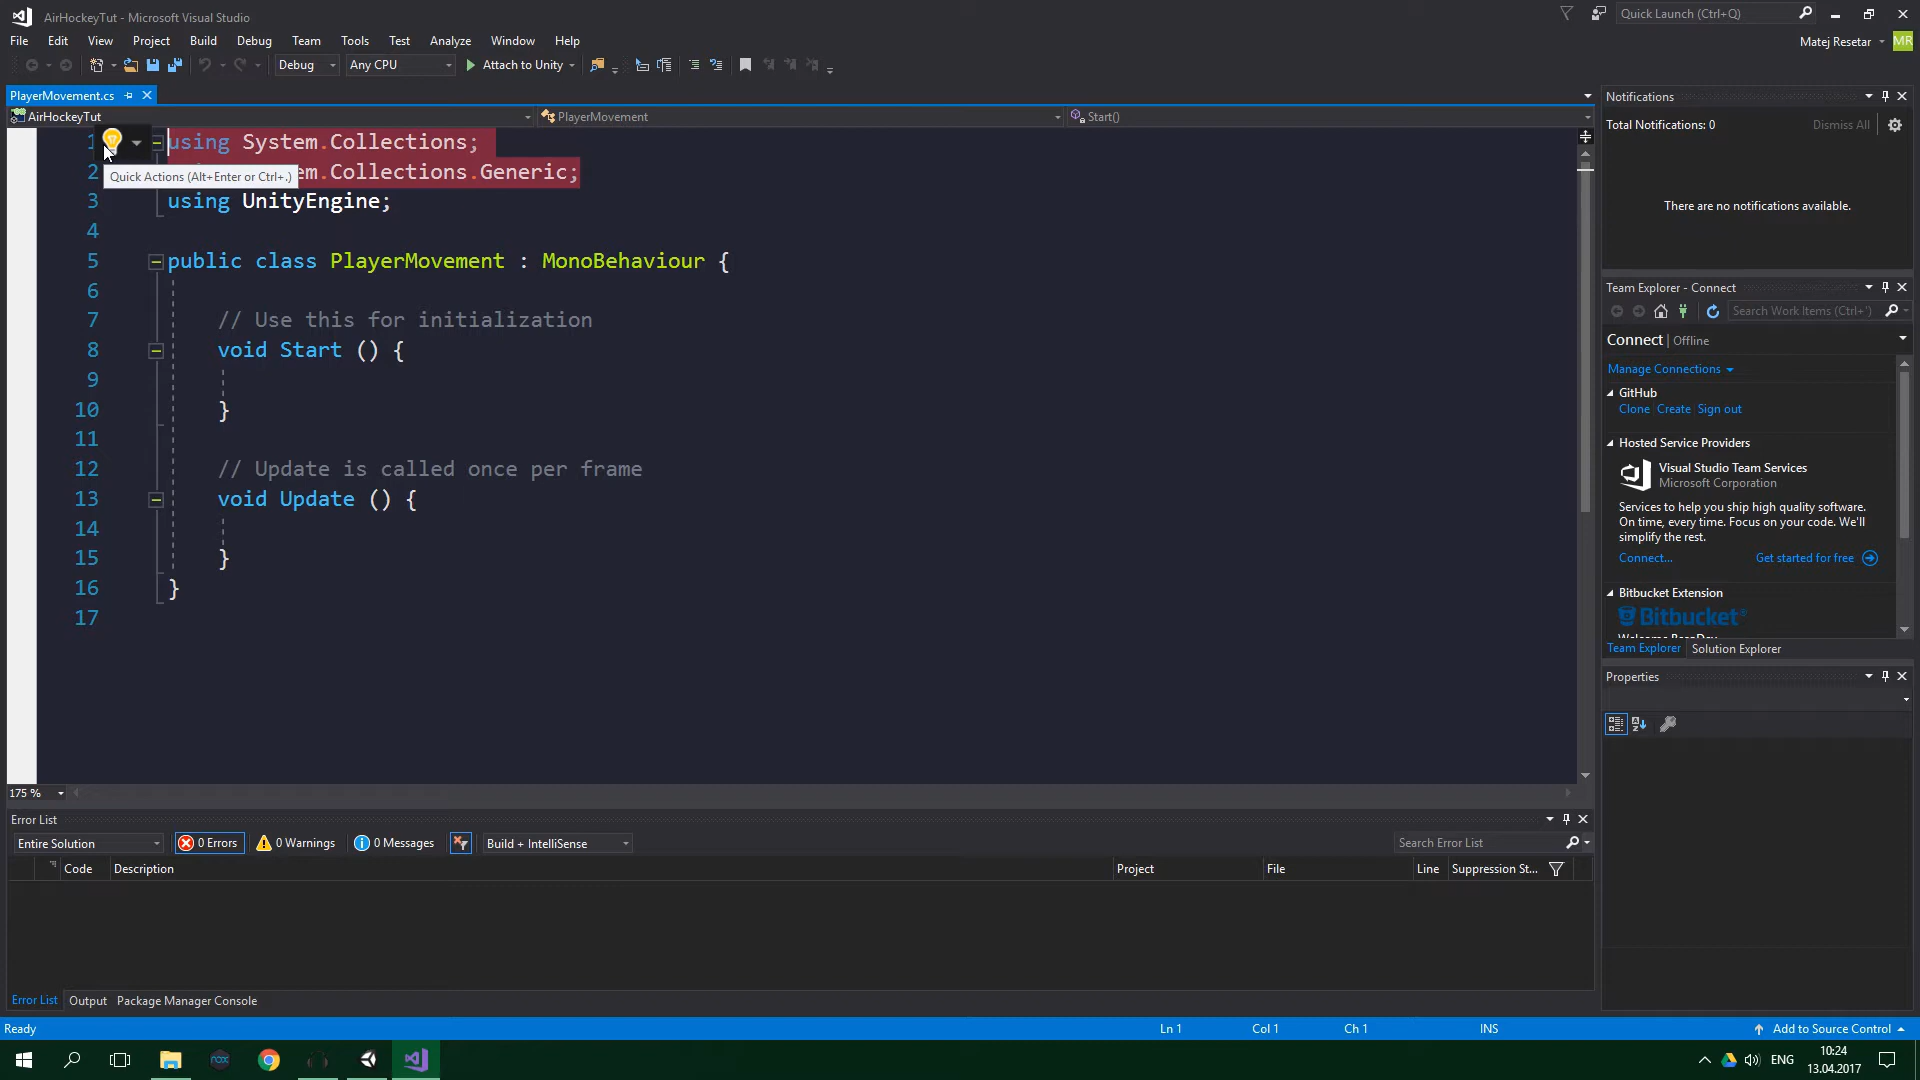 AirHockeyTut - Microsoft Visual Studio
Quick Launch (Ctrl+Q)
File Edit View Project Build Debug Team Tools Test Analyze Window Help
Matej Resetar MR
Debug Any CPU Attach to Unity
PlayerMovement.cs
AirHockeyTut PlayerMovement Start()
1 using System.Collections;
2 em.Collections.Generic;
Quick Actions (Alt+Enter or Ctrl+.)
3 using UnityEngine;
4
5 public class PlayerMovement : MonoBehaviour {
6
7 // Use this for initialization
8 void Start () {
9
10 }
11
12 // Update is called once per frame
13 void Update () {
14
15 }
16 }
17
175 %
Notifications
Total Notifications: 0 Dismiss All
There are no notifications available.
Team Explorer - Connect
Search Work Items (Ctrl+')
Connect | Offline
Manage Connections
GitHub
Clone Create Sign out
Hosted Service Providers
Visual Studio Team Services
Microsoft Corporation
Services to help you ship high quality software.
On time, every time. Focus on your code. We'll
simplify the rest.
Connect... Get started for free
Bitbucket Extension
Bitbucket
Team Explorer Solution Explorer
Properties
Error List
Entire Solution 0 Errors 0 Warnings 0 Messages Build + IntelliSense Search Error List
Code Description Project File Line Suppression St...
Error List Output Package Manager Console
Ready Ln 1 Col 1 Ch 1 INS Add to Source Control
nox ENG 10:24
13.04.2017